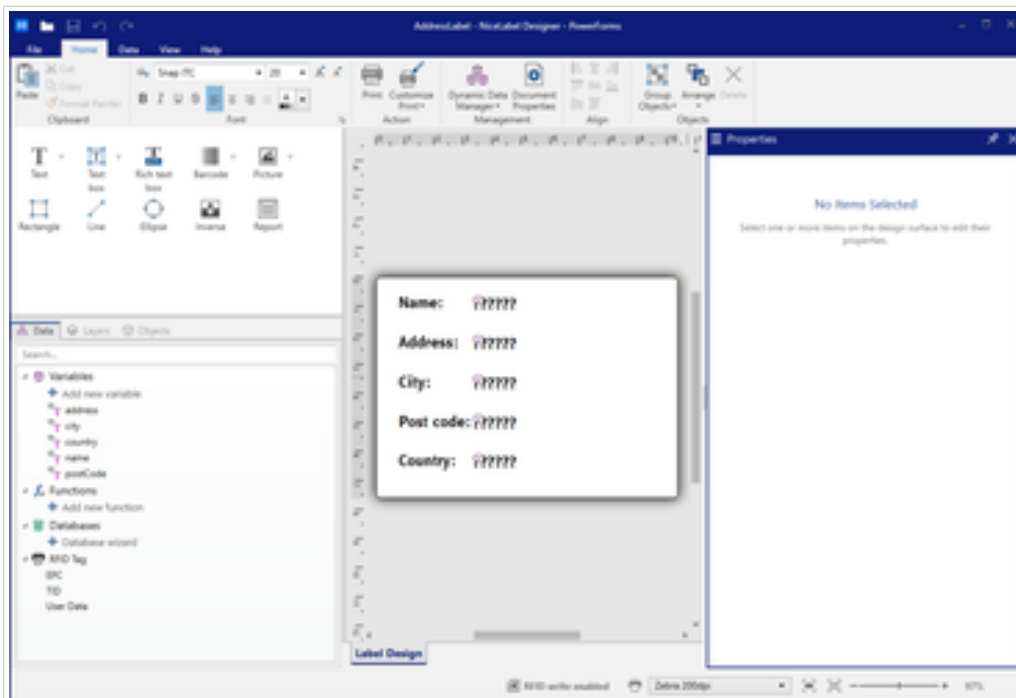 AddressLabel - NiceLabel Designer - PowerForms
File Home Data View Help
Paste
Cut
Copy
Format Painter
Clipboard
Snap ITC 20
B I U S
Font
Print
Customize Print
Action
Dynamic Data Manager
Document Properties
Management
Align
Group Objects
Arrange
Delete
Objects
Text
Text box
Rich text box
Barcode
Picture
Rectangle
Line
Ellipse
Inverse
Report
Data Layers Objects
Search...
Variables
Add new variable
address
city
country
name
postCode
Functions
Add new function
Databases
Database wizard
RFID Tag
EPC
TID
User Data
Name: ??????
Address: ??????
City: ??????
Post code: ??????
Country: ??????
Label Design
Properties
No Items Selected
Select one or more items on the design surface to edit their
properties.
RFID write enabled
Zebra 200dpi